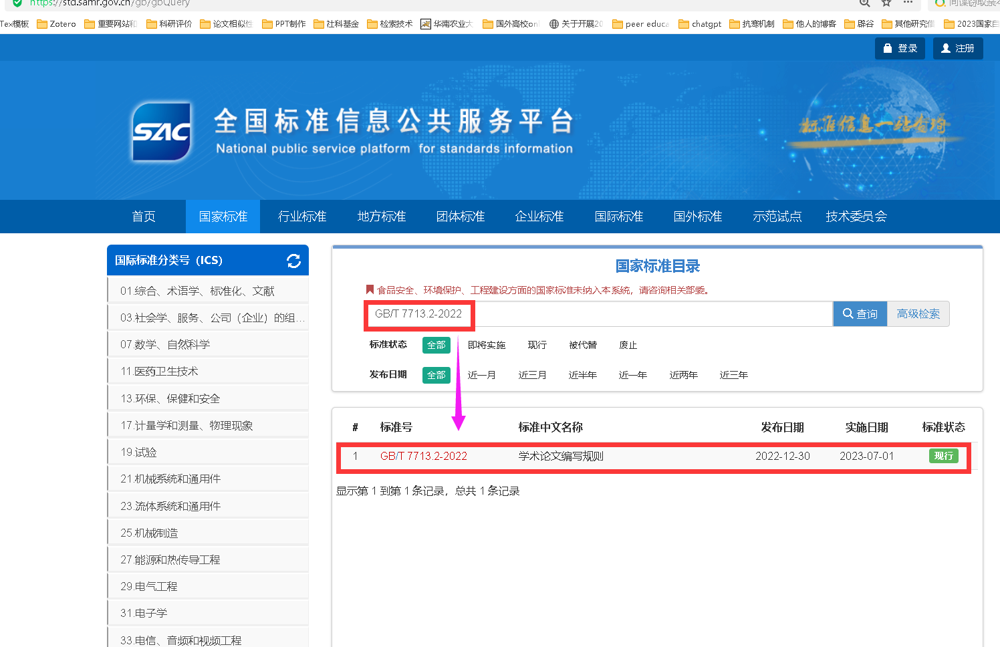 https://std.samr.gov.cn/gb/gbQuery
Tex模板 Zotero 重要网站和 科研评价 论文相似性 PPT制作 社科基金 检索技术 华南农业大 国外高校onl 关于开展20 peer educa chatgpt 抗寒机制 他人的博客 辟谷 其他研究借 2023国家自
登录 注册
SAC 全国标准信息公共服务平台
National public service platform for standards information
标准信息一站查询
首页 国家标准 行业标准 地方标准 团体标准 企业标准 国际标准 国外标准 示范试点 技术委员会
国际标准分类号（ICS）
01.综合、术语学、标准化、文献
03.社会学、服务、公司（企业）的组...
07.数学、自然科学
11.医药卫生技术
13.环保、保健和安全
17.计量学和测量、物理现象
19.试验
21.机械系统和通用件
23.流体系统和通用件
25.机械制造
27.能源和热传导工程
29.电气工程
31.电子学
33.电信、音频和视频工程
国家标准目录
食品安全、环境保护、工程建设方面的国家标准未纳入本系统，请咨询相关部委。
GB/T 7713.2-2022 查询 高级检索
标准状态 全部 即将实施 现行 被代替 废止
发布日期 全部 近一月 近三月 近半年 近一年 近两年 近三年
# 标准号 标准中文名称 发布日期 实施日期 标准状态
1 GB/T 7713.2-2022 学术论文编写规则 2022-12-30 2023-07-01 现行
显示第 1 到第 1 条记录，总共 1 条记录